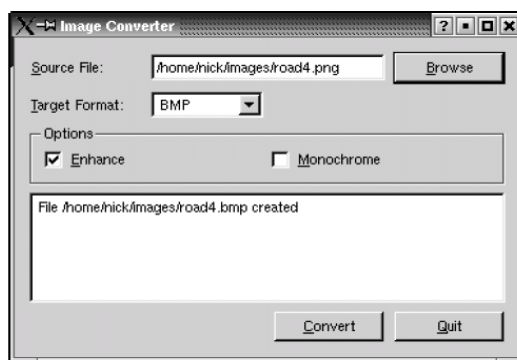 Image Converter
Source File: /home/nick/images/road4.png Browse
Target Format: BMP
Options
Enhance Monochrome
File /home/nick/images/road4.bmp created
Convert Quit